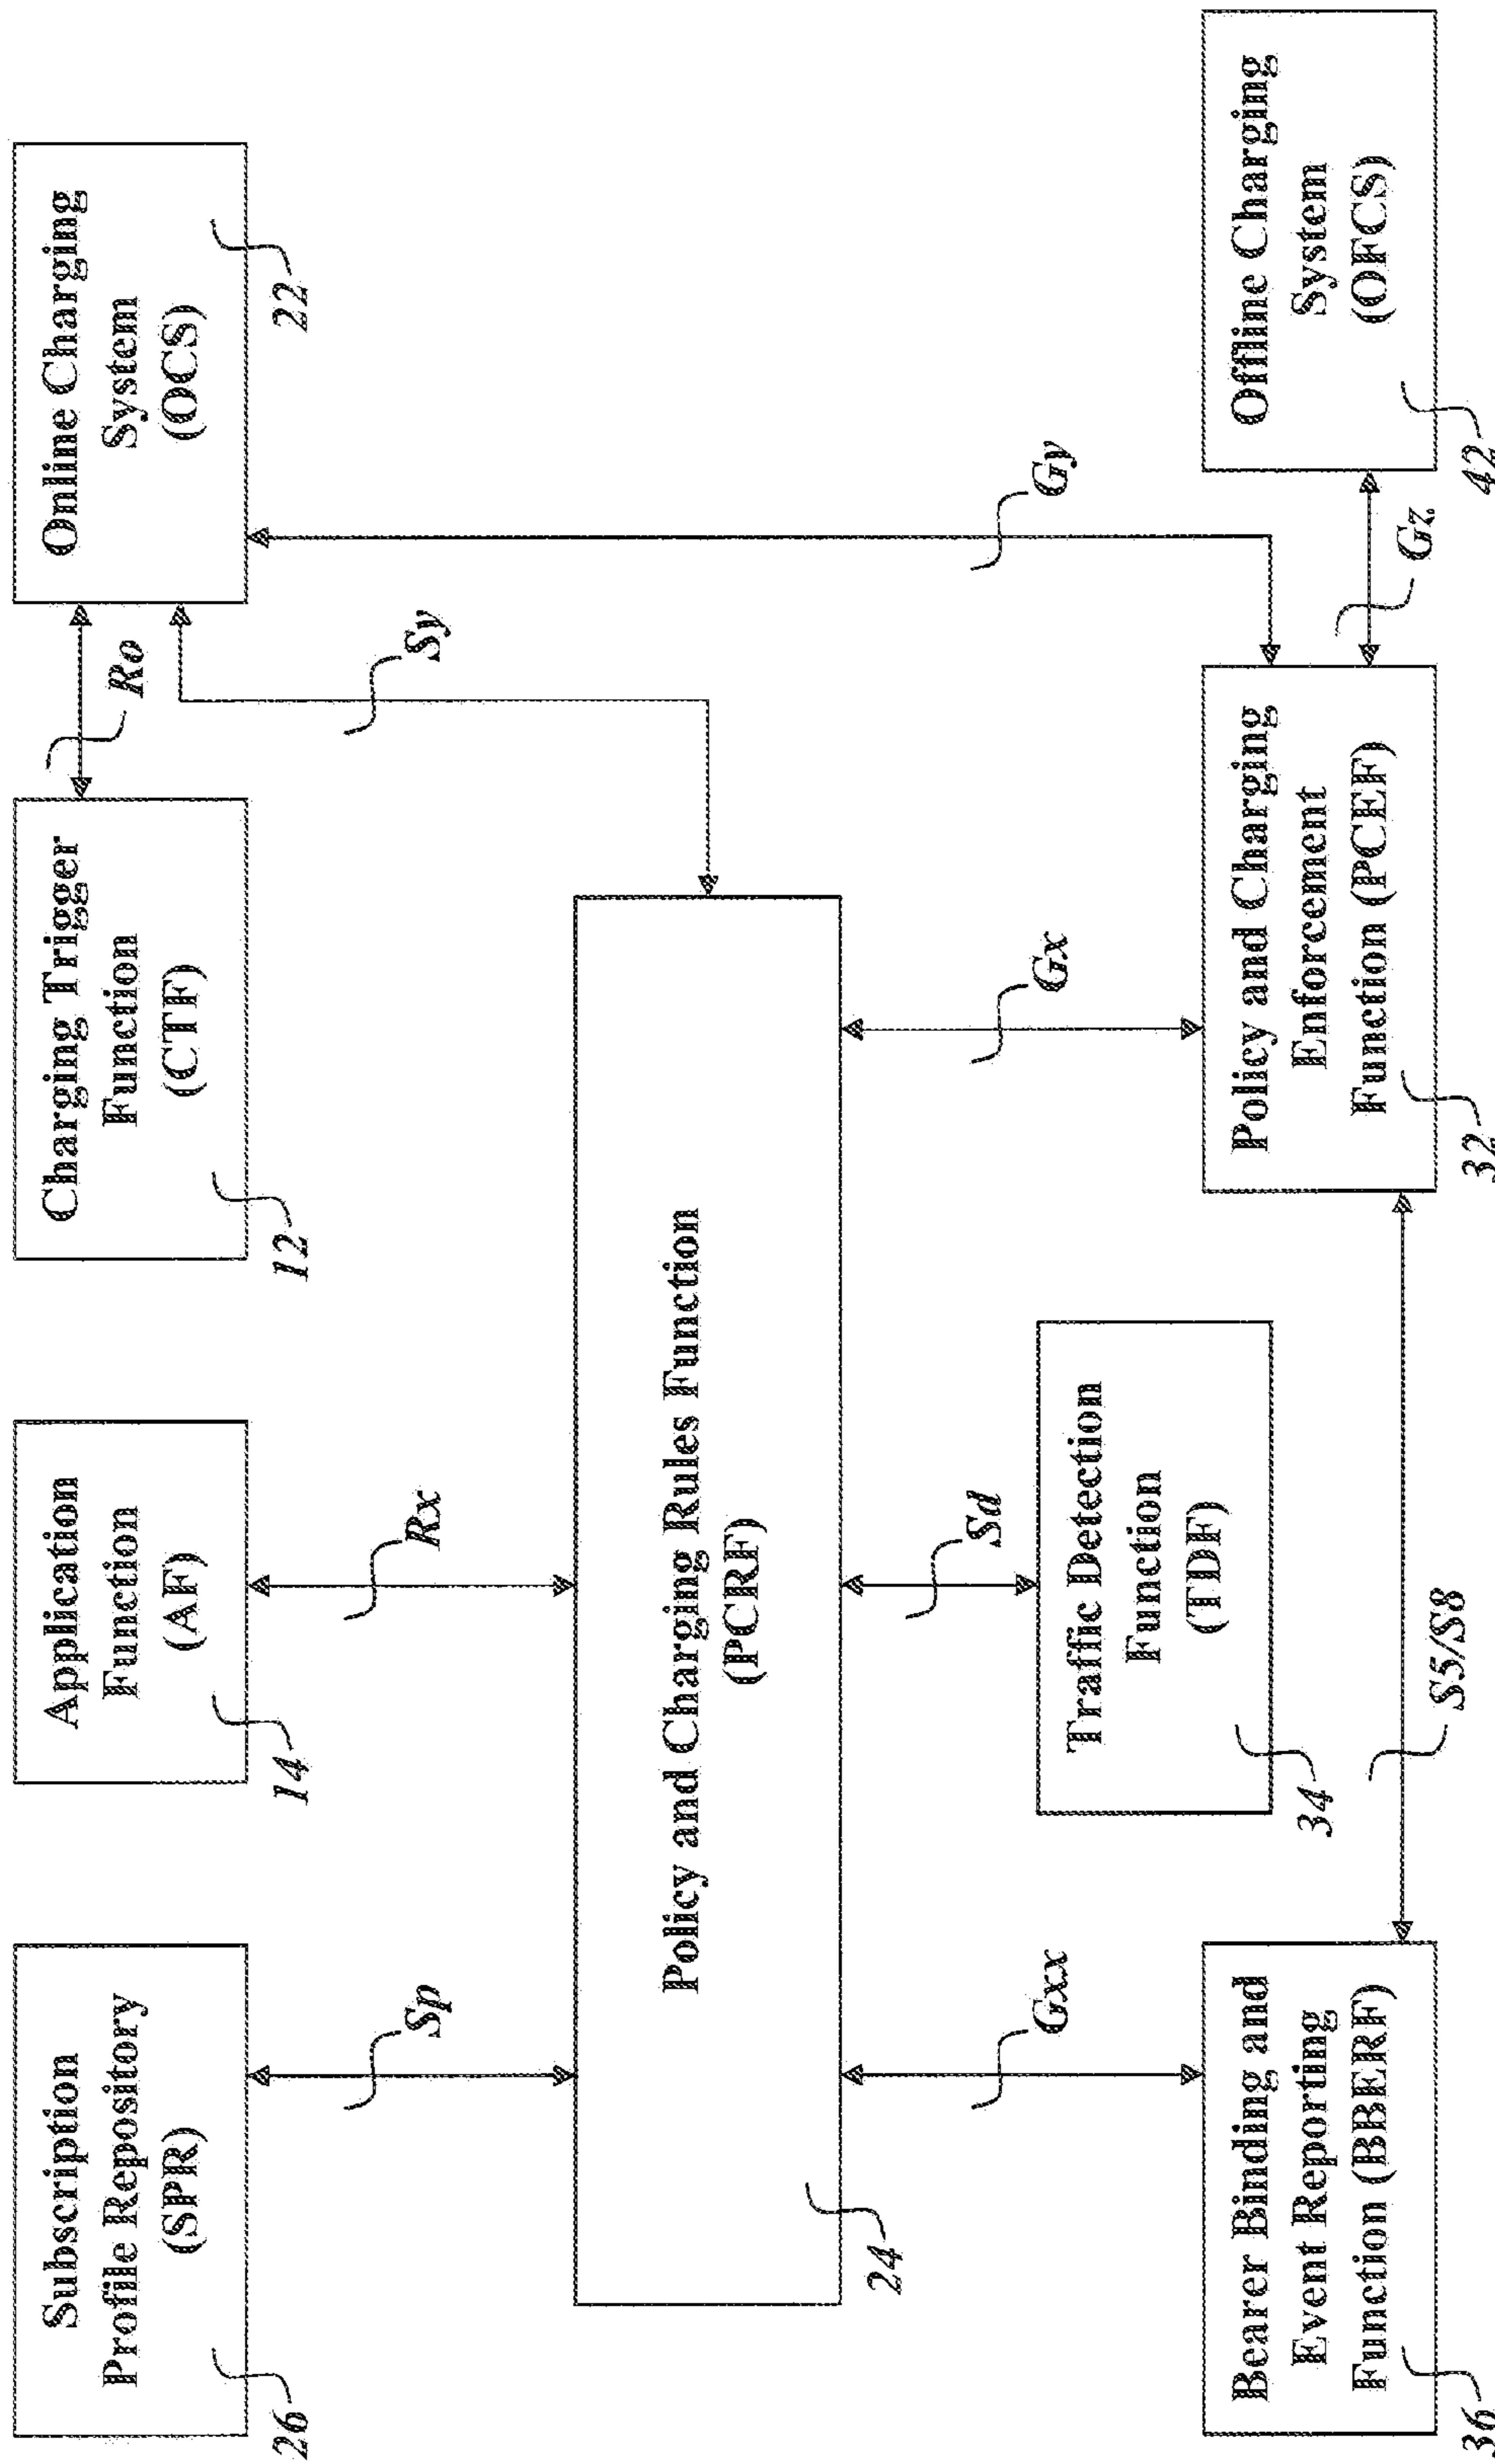 Subscription
Profile Repository
(SPR)
26
Application
Function
(AF)
14
Charging Trigger
Function
(CTF)
12
Online Charging
System
(OCS)
22
Ro
Sp
Rx
Sy
Policy and Charging Rules Function
(PCRF)
24
Gxx
Sd
Gx
Gy
Traffic Detection
Function
(TDF)
34
Bearer Binding and
Event Reporting
Function (BBERF)
36
S5/S8
Policy and Charging
Enforcement
Function (PCEF)
32
Gz
Offline Charging
System
(OFCS)
42